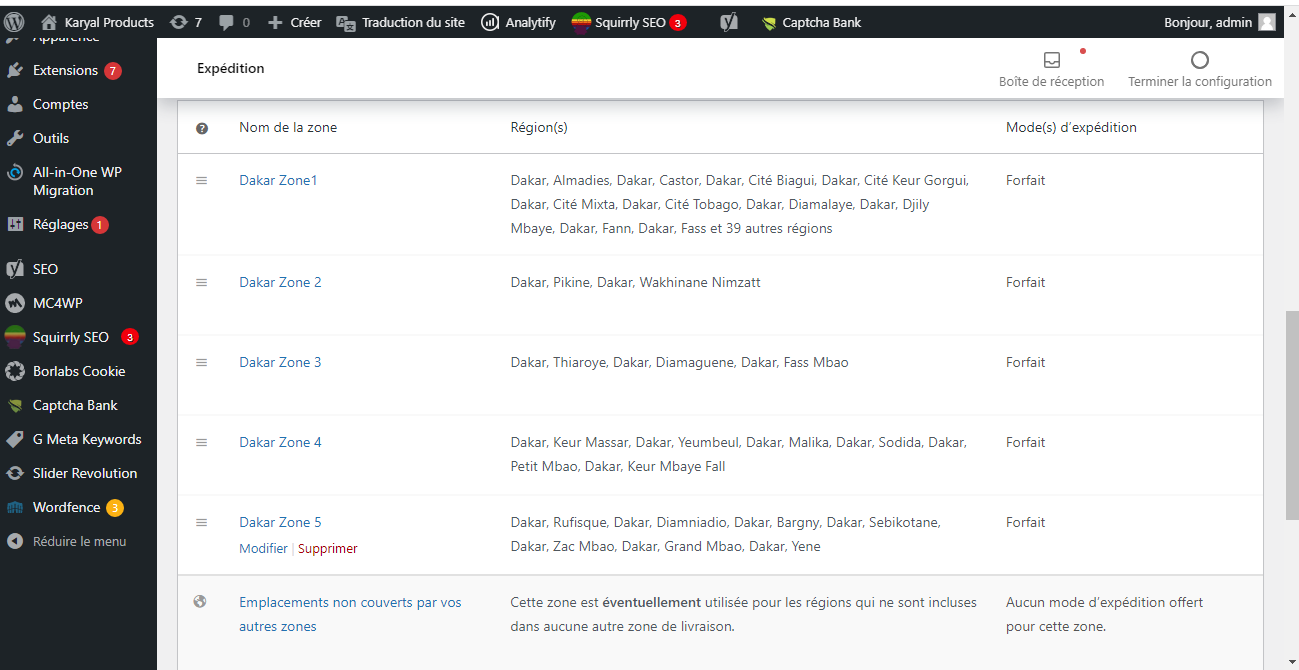 Karyal Products 7 0 Créer Traduction du site Analytify Squirrly SEO 3 Captcha Bank Bonjour, admin
Apparence
Extensions 7
Comptes
Outils
All-in-One WP
Migration
Réglages 1
SEO
MC4WP
Squirrly SEO 3
Borlabs Cookie
Captcha Bank
G Meta Keywords
Slider Revolution
Wordfence 3
Réduire le menu
Expédition
Boîte de réception
Terminer la configuration
Nom de la zone Région(s) Mode(s) d’expédition
Dakar Zone1
Dakar, Almadies, Dakar, Castor, Dakar, Cité Biagui, Dakar, Cité Keur Gorgui,
Dakar, Cité Mixta, Dakar, Cité Tobago, Dakar, Diamalaye, Dakar, Djily
Mbaye, Dakar, Fann, Dakar, Fass et 39 autres régions
Forfait
Dakar Zone 2
Dakar, Pikine, Dakar, Wakhinane Nimzatt
Forfait
Dakar Zone 3
Dakar, Thiaroye, Dakar, Diamaguene, Dakar, Fass Mbao
Forfait
Dakar Zone 4
Dakar, Keur Massar, Dakar, Yeumbeul, Dakar, Malika, Dakar, Sodida, Dakar,
Petit Mbao, Dakar, Keur Mbaye Fall
Forfait
Dakar Zone 5
Modifier | Supprimer
Dakar, Rufisque, Dakar, Diamniadio, Dakar, Bargny, Dakar, Sebikotane,
Dakar, Zac Mbao, Dakar, Grand Mbao, Dakar, Yene
Forfait
Emplacements non couverts par vos
autres zones
Cette zone est éventuellement utilisée pour les régions qui ne sont incluses
dans aucune autre zone de livraison.
Aucun mode d’expédition offert
pour cette zone.